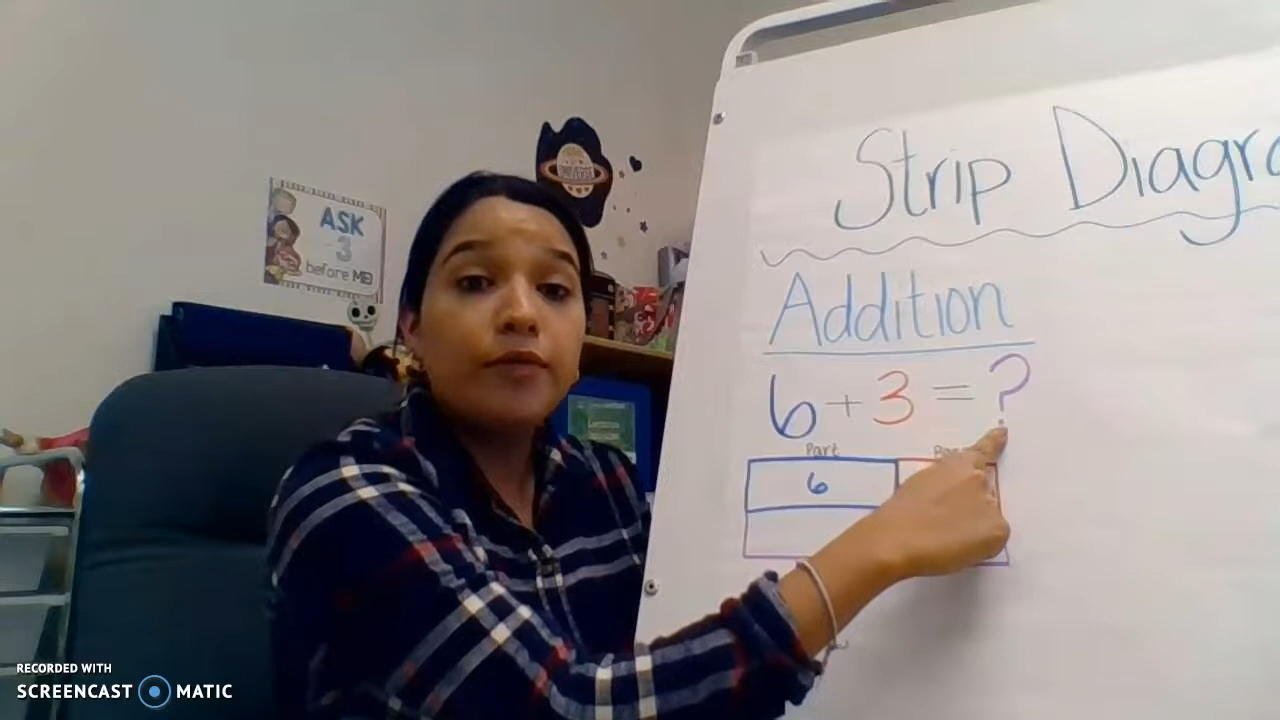 Strip Diagra
Addition
6 + 3 = ?
Part
6
ASK
3
before ME
RECORDED WITH
SCREENCAST MATIC